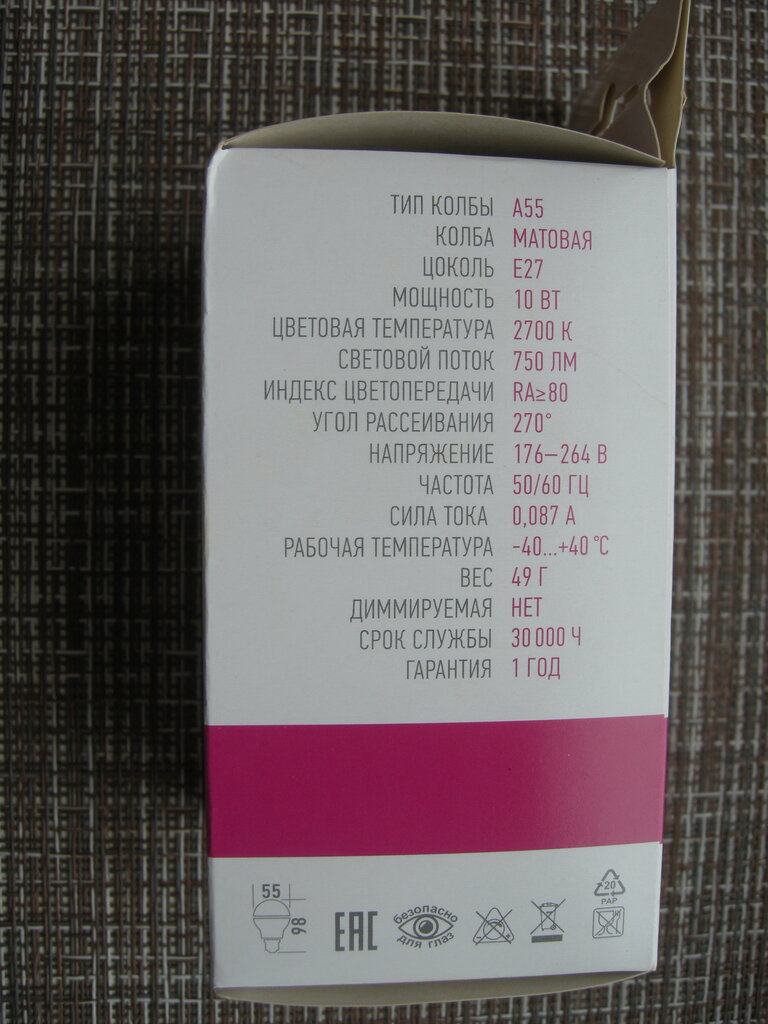 ТИП КОЛБЫ А55
КОЛБА МАТОВАЯ
ЦОКОЛЬ E27
МОЩНОСТЬ 10 ВТ
ЦВЕТОВАЯ ТЕМПЕРАТУРА 2700 К
СВЕТОВОЙ ПОТОК 750 ЛМ
ИНДЕКС ЦВЕТОПЕРЕДАЧИ RA≥80
УГОЛ РАССЕИВАНИЯ 270°
НАПРЯЖЕНИЕ 176–264 В
ЧАСТОТА 50/60 ГЦ
СИЛА ТОКА 0,087 А
РАБОЧАЯ ТЕМПЕРАТУРА -40...+40 °C
ВЕС 49 Г
ДИММИРУЕМАЯ НЕТ
СРОК СЛУЖБЫ 30 000 Ч
ГАРАНТИЯ 1 ГОД
55
98
EAC
безопасно
для глаз
20
PAP